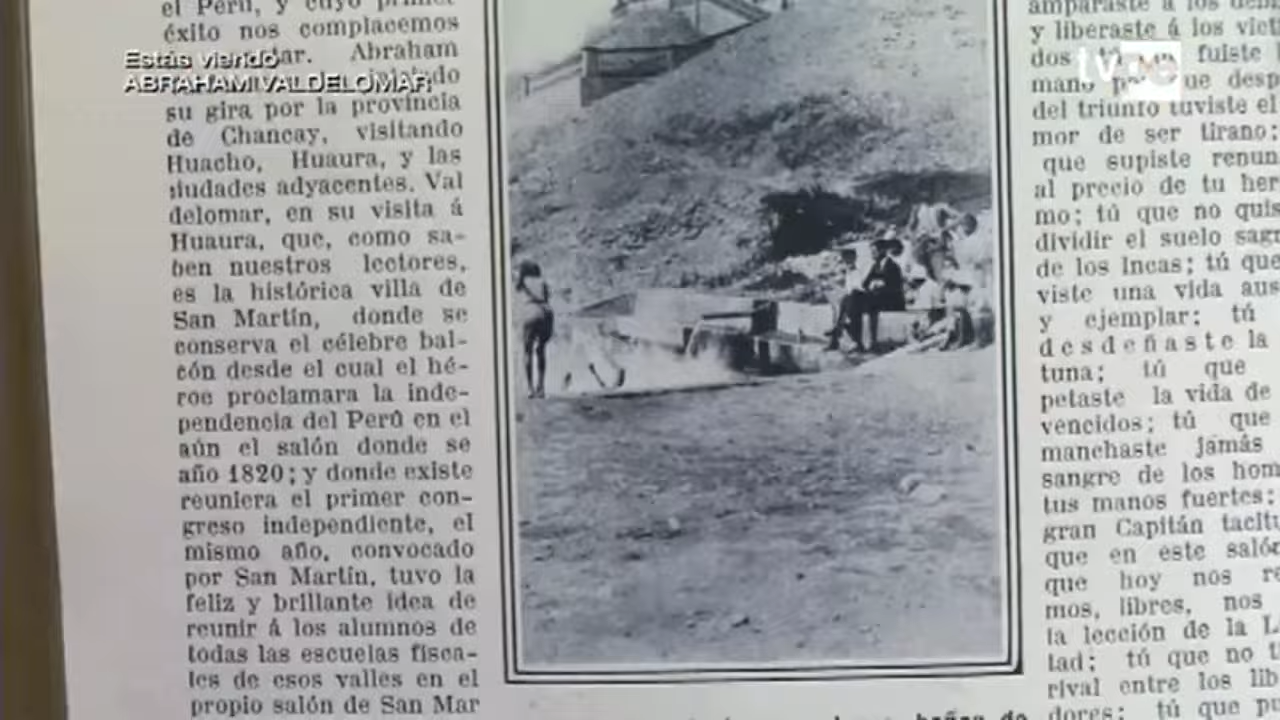 el Perú, y cuyo primer
éxito nos complacemos
Estás viendo
ABRAHAM VALDELOMAR
tv
pe
Abraham
su gira por la provincia
de Chancay, visitando
Huacho, Huaura, y las
ciudades adyacentes. Val
delomar, en su visita á
Huaura, que, como sa-
ben nuestros lectores,
es la histórica villa de
San Martín, donde se
conserva el célebre bal-
cón desde el cual el hé-
roe proclamara la inde-
pendencia del Perú en el
aún el salón donde se
año 1820; y donde existe
reuniera el primer con-
greso independiente, el
mismo año, convocado
por San Martín, tuvo la
feliz y brillante idea de
reunir á los alumnos de
todas las escuelas fisca-
les de esos valles en el
propio salón de San Mar
amparaste á los
y liberaste á los
dos fuiste
mano
del triunfo tuviste el
mor de ser tirano;
que supiste
al precio de tu
mo; tú que no
dividir el suelo
de los Incas; tú que
viste una vida
y ejemplar; tú
desdeñaste la
tuna; tú que
petaste la vida de
vencidos; tú que
manchaste jamás
sangre de los
tus manos fuertes;
gran Capitán
que en este
que hoy nos
mos, libres, nos
la lección de la
tad; tú que no
rival entre los
dores; tú que
baños de